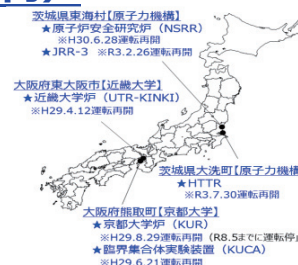 茨城県東海村【原子力機構】
★原子炉安全研究炉（NSRR）
※H30.6.28運転再開
★JRR-3 ※R3.2.26運転再開
大阪府東大阪市【近畿大学】
★近畿大学炉（UTR-KINKI）
※H29.4.12運転再開
茨城県大洗町【原子力機構
★HTTR
※R3.7.30運転再開
大阪府熊取町【京都大学】
★京都大学炉（KUR）
※H29.8.29運転再開（R8.5までに運転停止
★臨界集合体実験装置（KUCA）
※H29.6.21運転再開